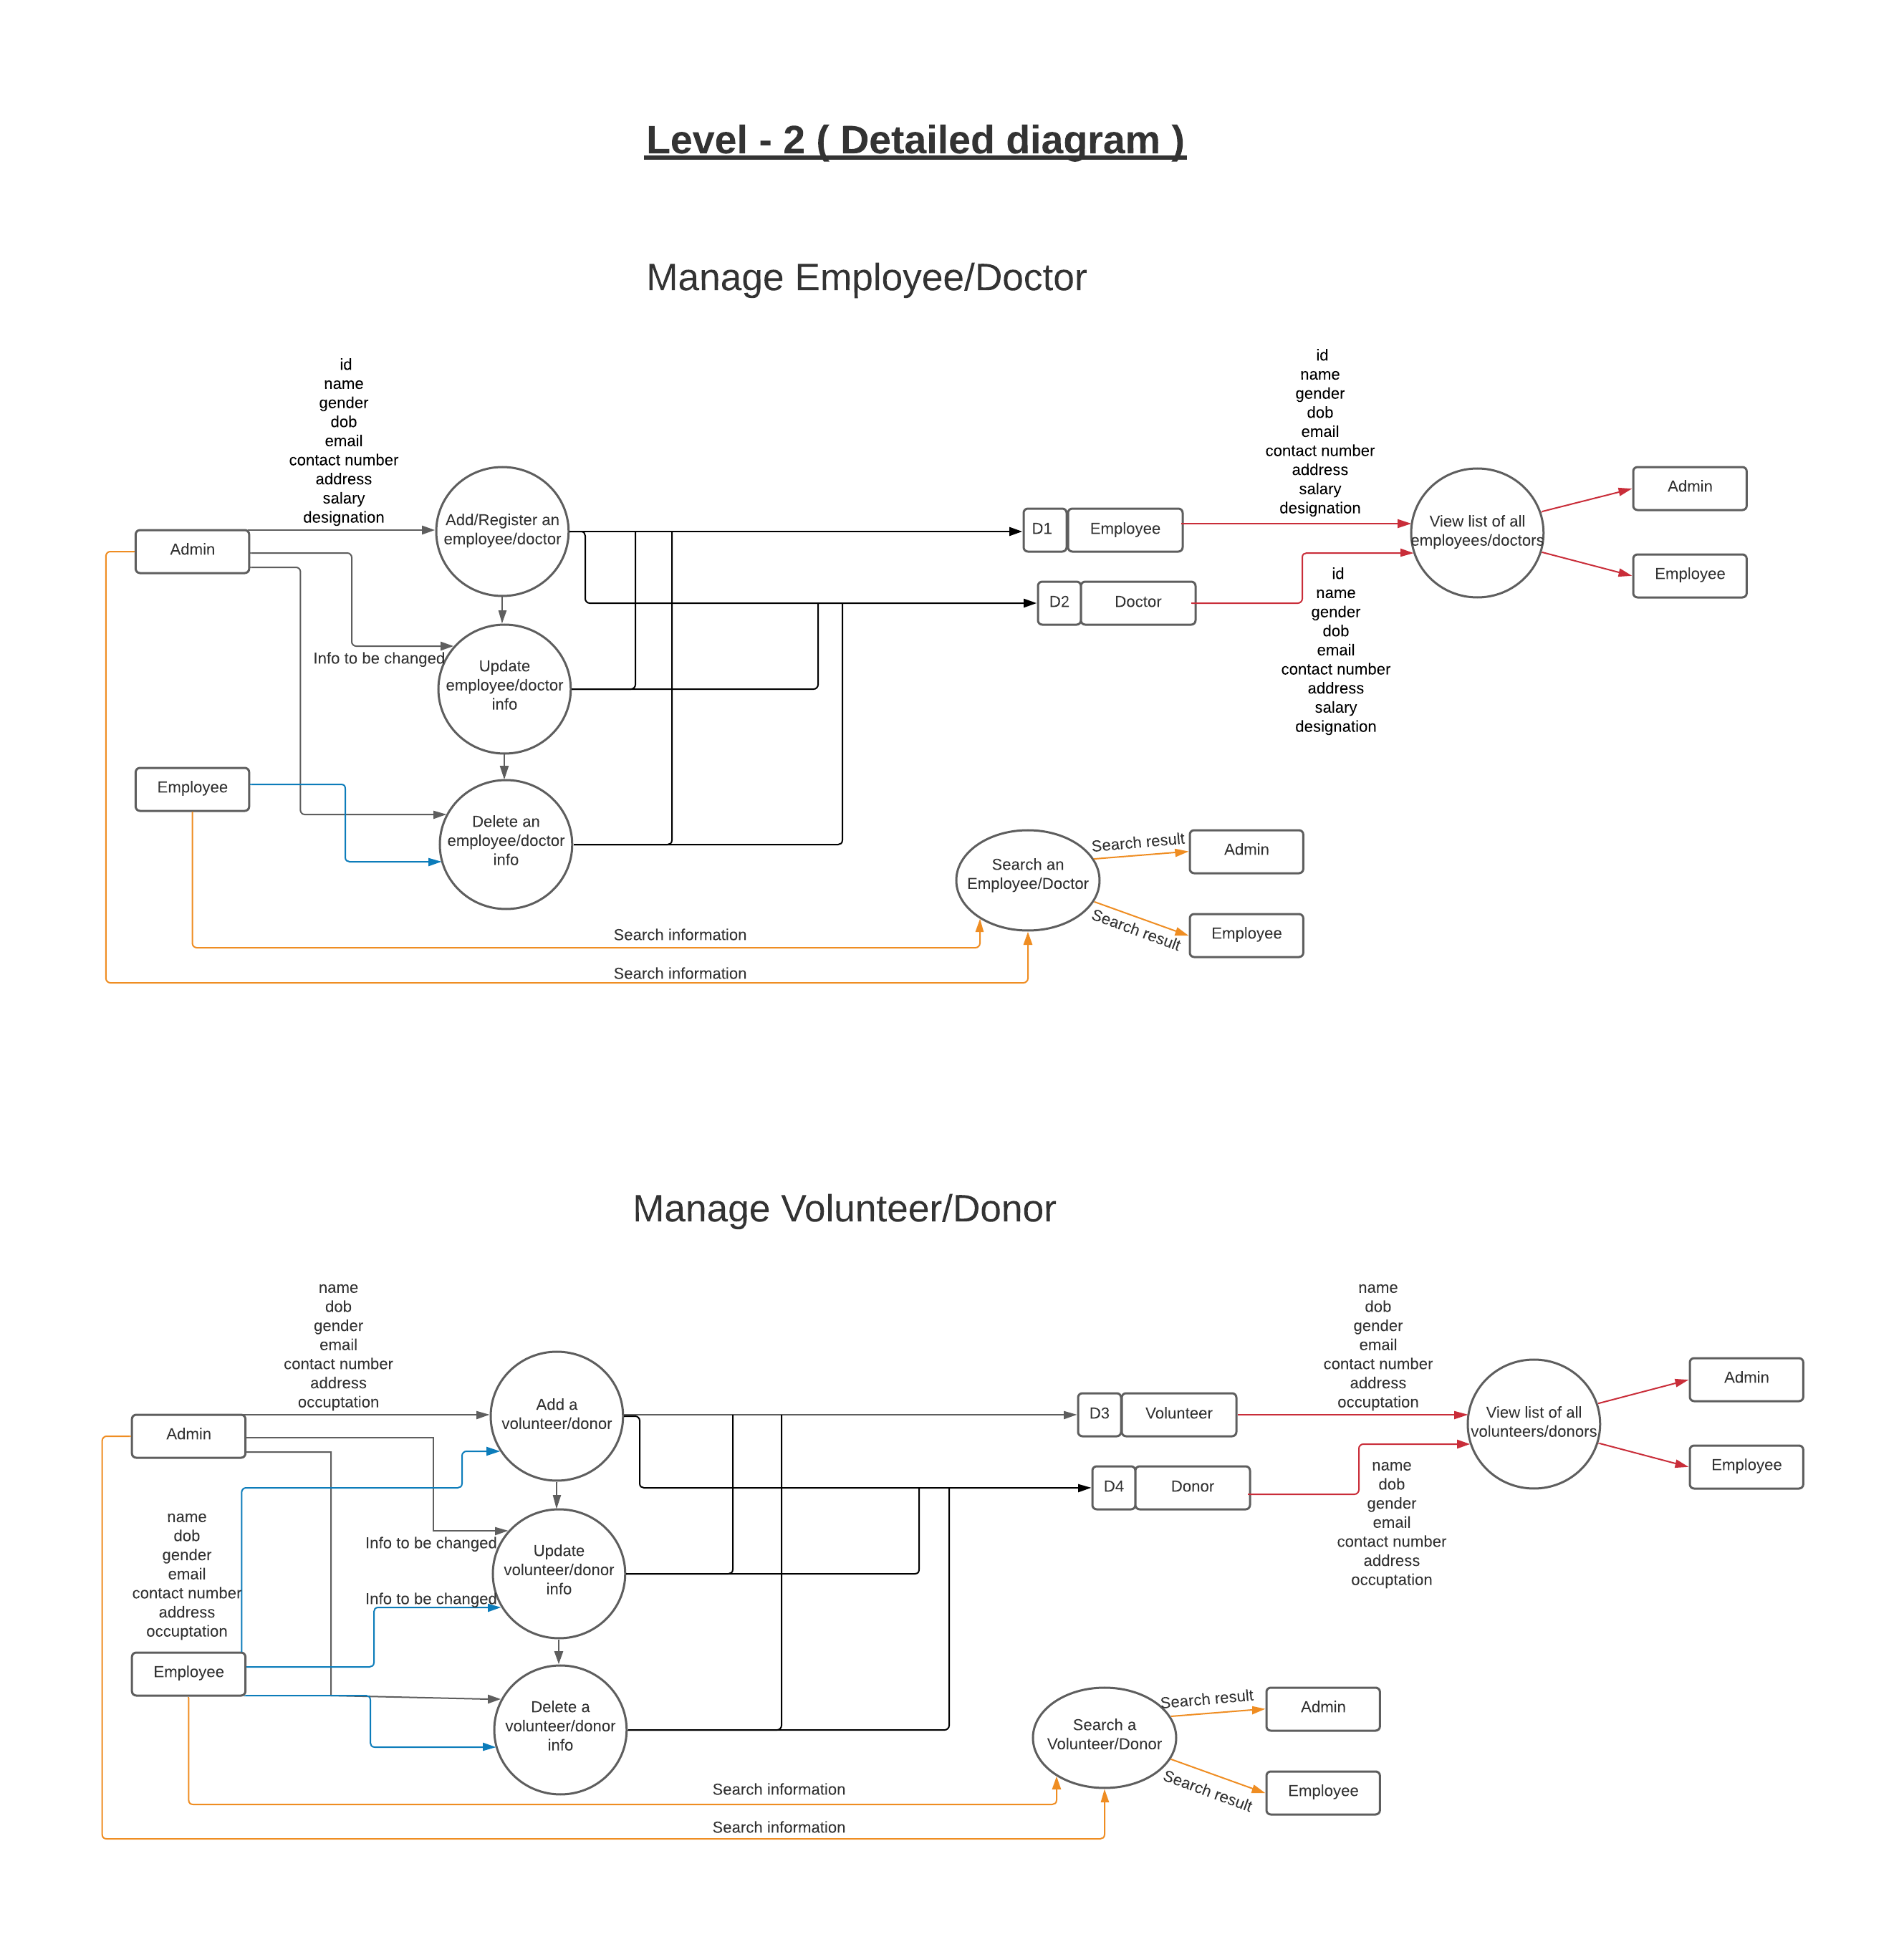 Level - 2 ( Detailed diagram )
Manage Employee/Doctor
id
name
gender
dob
email
contact number
address
salary
designation
Admin
Add/Register an
employee/doctor
Info to be changed
Update
employee/doctor
info
Employee
Delete an
employee/doctor
info
D1
Employee
D2
Doctor
id
name
gender
dob
email
contact number
address
salary
designation
id
name
gender
dob
email
contact number
address
salary
designation
View list of all
employees/doctors
Admin
Employee
Search an
Employee/Doctor
Search result
Admin
Search result
Employee
Search information
Search information
Manage Volunteer/Donor
name
dob
gender
email
contact number
address
occuptation
Admin
Add a
volunteer/donor
name
dob
gender
email
contact number
address
occuptation
Employee
Info to be changed
Info to be changed
Update
volunteer/donor
info
Delete a
volunteer/donor
info
D3
Volunteer
D4
Donor
name
dob
gender
email
contact number
address
occuptation
name
dob
gender
email
contact number
address
occuptation
View list of all
volunteers/donors
Admin
Employee
Search a
Volunteer/Donor
Search result
Admin
Search result
Employee
Search information
Search information